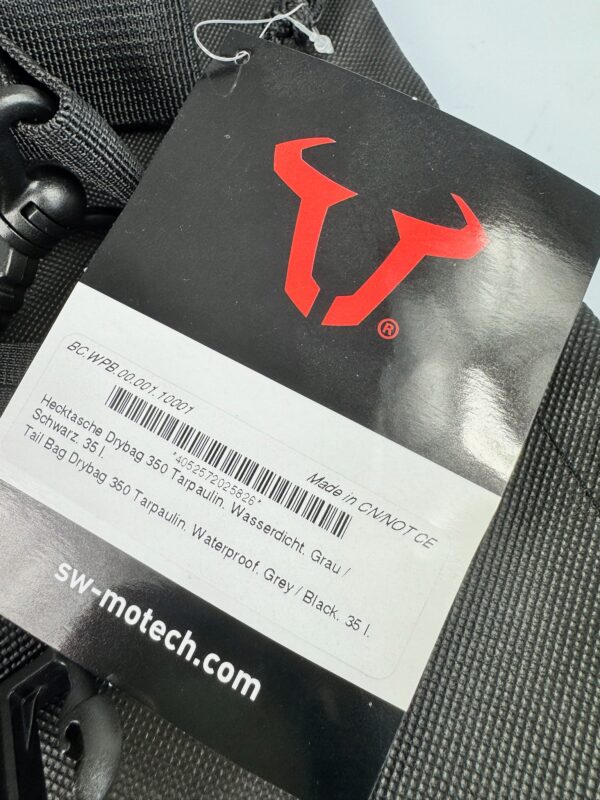 ®
BC.WPB.00.001.10001
Made in CN/NOT CE
*4052572025826*
Hecktasche Drybag 350 Tarpaulin. Wasserdicht. Grau /
Schwarz. 35 l.
Tail Bag Drybag 350 Tarpaulin. Waterproof. Grey / Black. 35 l.
sw-motech.com